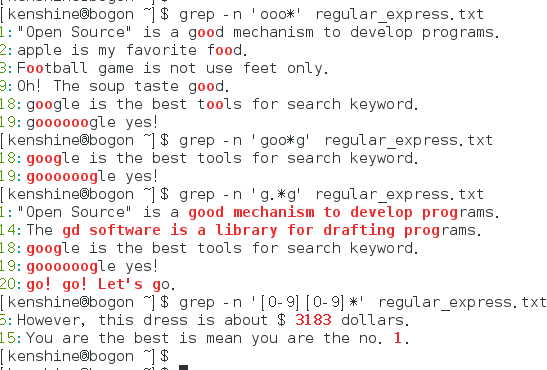 [kenshine@bogon ~]$ grep -n 'ooo*' regular_express.txt
1:"Open Source" is a good mechanism to develop programs.
2:apple is my favorite food.
3:Football game is not use feet only.
9:Oh! The soup taste good.
18:google is the best tools for search keyword.
19:goooooogle yes!
[kenshine@bogon ~]$ grep -n 'goo*g' regular_express.txt
18:google is the best tools for search keyword.
19:goooooogle yes!
[kenshine@bogon ~]$ grep -n 'g.*g' regular_express.txt
1:"Open Source" is a good mechanism to develop programs.
14:The gd software is a library for drafting programs.
18:google is the best tools for search keyword.
19:goooooogle yes!
20:go! go! Let's go.
[kenshine@bogon ~]$ grep -n '[0-9][0-9]*' regular_express.txt
5:However, this dress is about $ 3183 dollars.
15:You are the best is mean you are the no. 1.
[kenshine@bogon ~]$
[kenshine@bogon ~]$